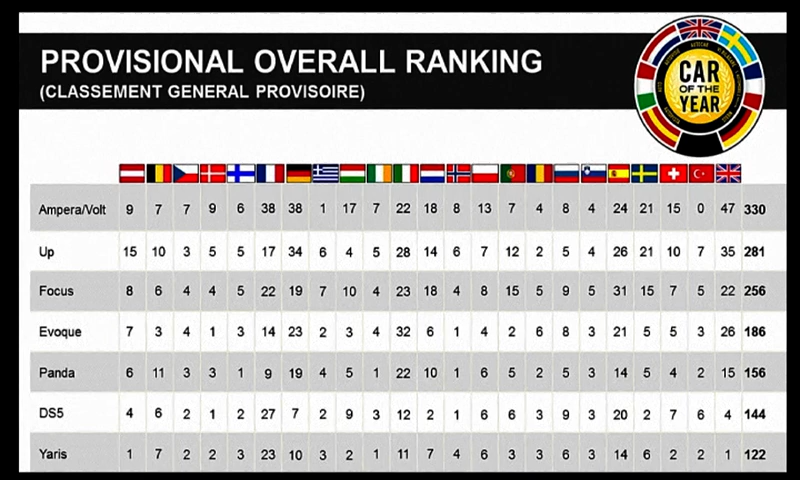 PROVISIONAL OVERALL RANKING
(CLASSEMENT GENERAL PROVISOIRE)
CAR
OF THE
YEAR
Ampera/Volt 9 7 7 9 6 38 38 1 17 7 22 18 8 13 7 4 8 4 24 21 15 0 47 330
Up 15 10 3 5 5 17 34 6 4 5 28 14 6 7 12 2 5 4 26 21 10 7 35 281
Focus 8 6 4 4 5 22 19 7 10 4 23 18 4 8 15 5 9 5 31 15 7 5 22 256
Evoque 7 3 4 1 3 14 23 2 3 4 32 6 1 4 2 6 8 3 21 5 5 3 26 186
Panda 6 11 3 3 1 9 19 4 5 1 22 10 1 6 5 2 5 3 14 5 4 2 15 156
DS5 4 6 2 1 2 27 7 2 9 3 12 2 1 6 6 3 9 3 20 2 7 6 4 144
Yaris 1 7 2 2 3 23 10 3 2 1 11 7 4 6 3 3 6 3 14 6 2 2 1 122